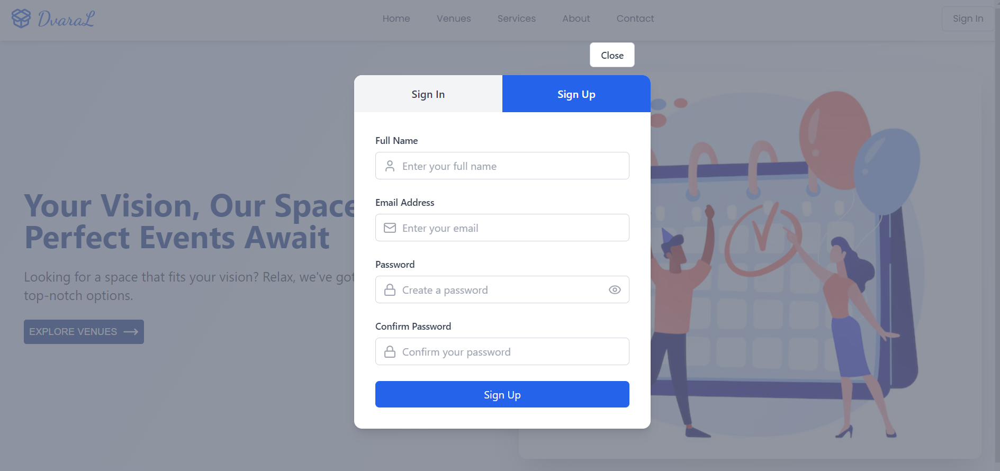 DvaraL
Home
Venues
Services
About
Contact
Sign In
Close
Sign In
Sign Up
Full Name
Enter your full name
Email Address
Enter your email
Password
Create a password
Confirm Password
Confirm your password
Sign Up
Your Vision, Our Space
Perfect Events Await
Looking for a space that fits your vision? Relax, we've got
top-notch options.
EXPLORE VENUES